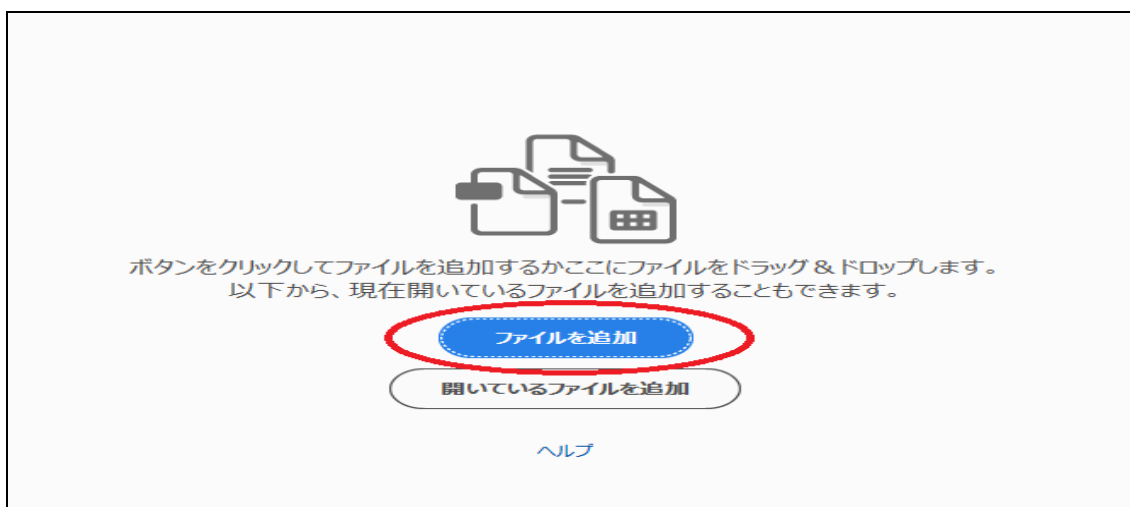 ボタンをクリックしてファイルを追加するかここにファイルをドラッグ & ドロップします。
以下から、現在開いているファイルを追加することもできます。
ファイルを追加
開いているファイルを追加
ヘルプ